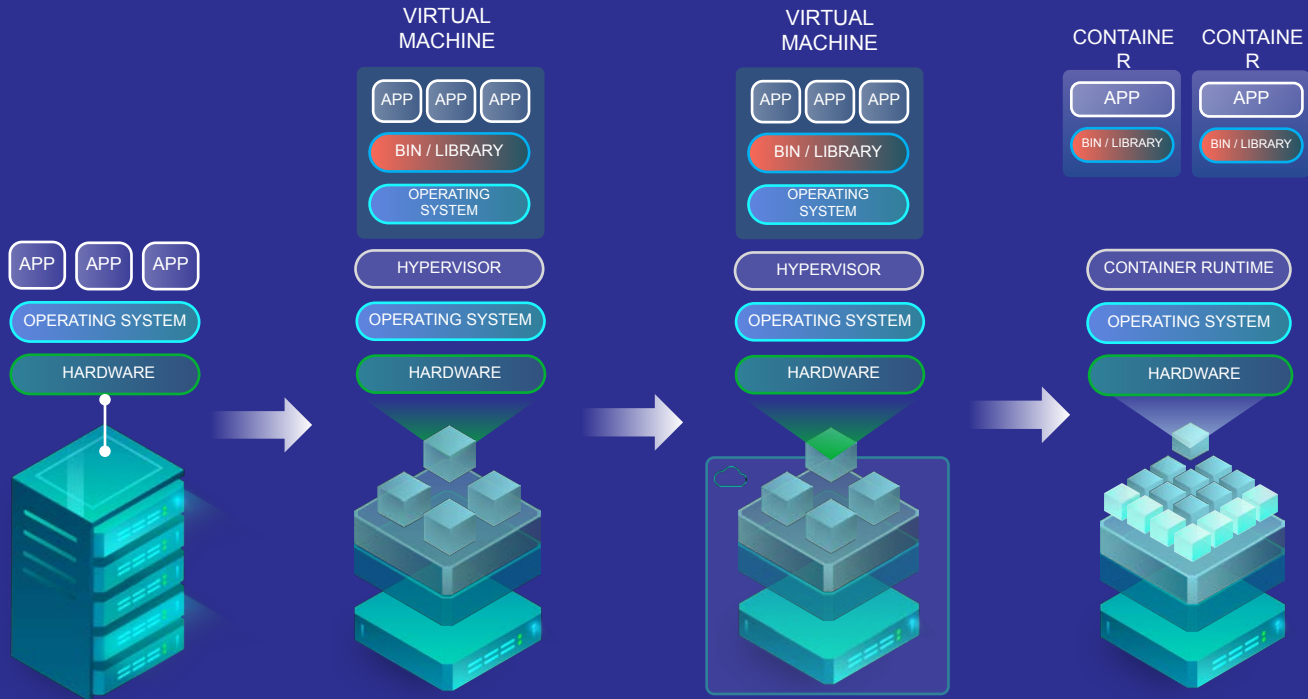 APP
APP
APP
OPERATING SYSTEM
HARDWARE
VIRTUAL
MACHINE
APP
APP
APP
BIN / LIBRARY
OPERATING
SYSTEM
HYPERVISOR
OPERATING SYSTEM
HARDWARE
VIRTUAL
MACHINE
APP
APP
APP
BIN / LIBRARY
OPERATING
SYSTEM
HYPERVISOR
OPERATING SYSTEM
HARDWARE
CONTAINE
R
APP
BIN / LIBRARY
CONTAINE
R
APP
BIN / LIBRARY
CONTAINER RUNTIME
OPERATING SYSTEM
HARDWARE